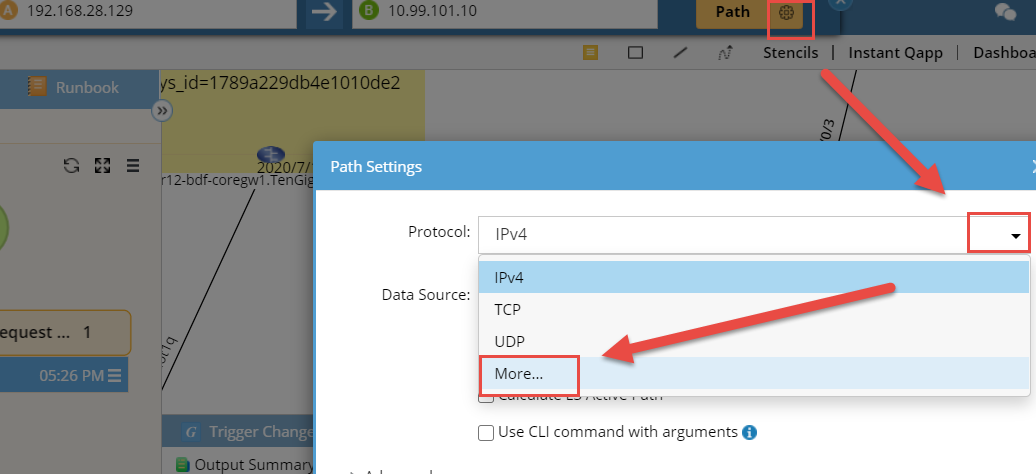 A 192.168.28.129
B 10.99.101.10
Path
Stencils | Instant Qapp | Dashboa
Runbook
ys_id=1789a229db4e1010de2
2020/7/1
r12-bdf-coregw1.TenGig
/0/3
Path Settings
Protocol: IPv4
IPv4
Data Source:
TCP
UDP
More...
Calculate L3 Active Path
Use CLI command with arguments
equest ... 1
05:26 PM
ot1q
G Trigger Change
Output Summary